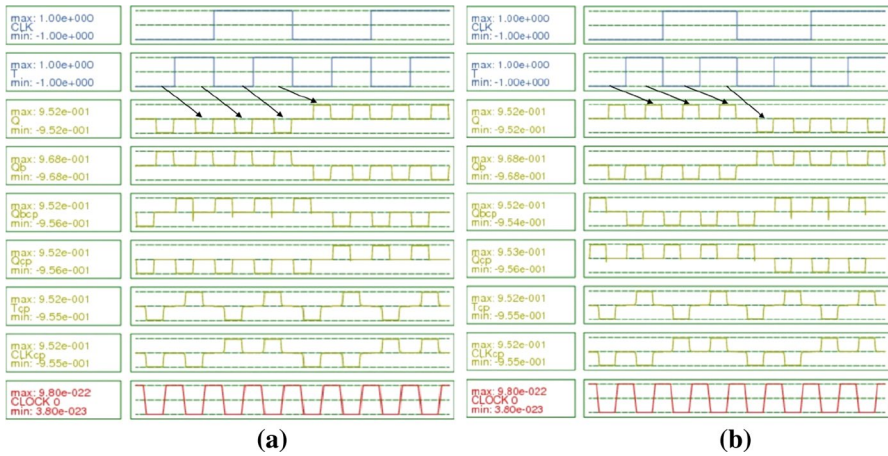 max: 1.00e+000
CLK
min: -1.00e+000
max: 1.00e+000
T
min: -1.00e+000
max: 9.52e-001
Q
min: -9.52e-001
max: 9.68e-001
Qb
min: -9.68e-001
max: 9.52e-001
Qbcp
min: -9.56e-001
max: 9.52e-001
Qcp
min: -9.56e-001
max: 9.52e-001
Tcp
min: -9.55e-001
max: 9.52e-001
CLKcp
min: -9.55e-001
max: 9.80e-022
CLOCK 0
min: 3.80e-023
(a)
max: 1.00e+000
CLK
min: -1.00e+000
max: 1.00e+000
T
min: -1.00e+000
max: 9.52e-001
Q
min: -9.52e-001
max: 9.68e-001
Qb
min: -9.68e-001
max: 9.52e-001
Qbcp
min: -9.54e-001
max: 9.53e-001
Qcp
min: -9.56e-001
max: 9.52e-001
Tcp
min: -9.55e-001
max: 9.52e-001
CLKcp
min: -9.55e-001
max: 9.80e-022
CLOCK 0
min: 3.80e-023
(b)